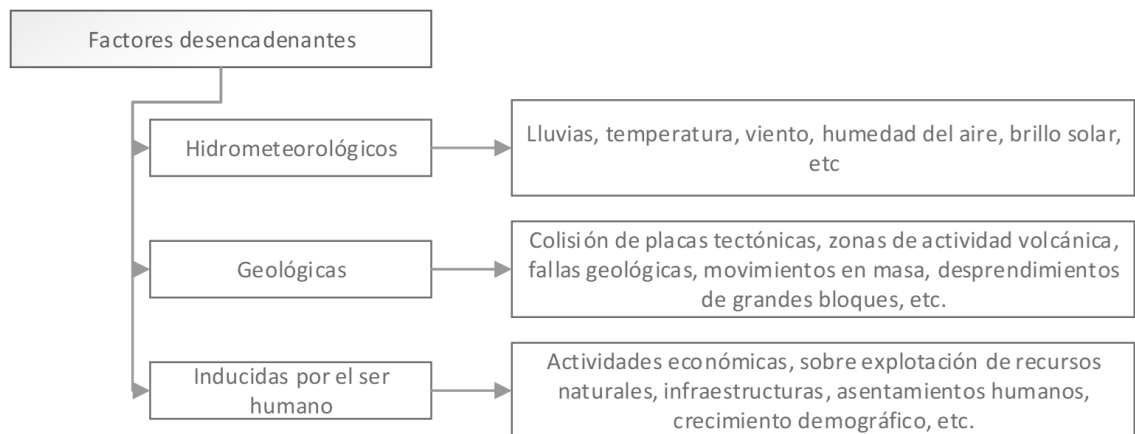 Factores desencadenantes
Hidrometeorológicos
Lluvias, temperatura, viento, humedad del aire, brillo solar,
etc
Geológicas
Colisión de placas tectónicas, zonas de actividad volcánica,
fallas geológicas, movimientos en masa, desprendimientos
de grandes bloques, etc.
Inducidas por el ser
humano
Actividades económicas, sobre explotación de recursos
naturales, infraestructuras, asentamientos humanos,
crecimiento demográfico, etc.